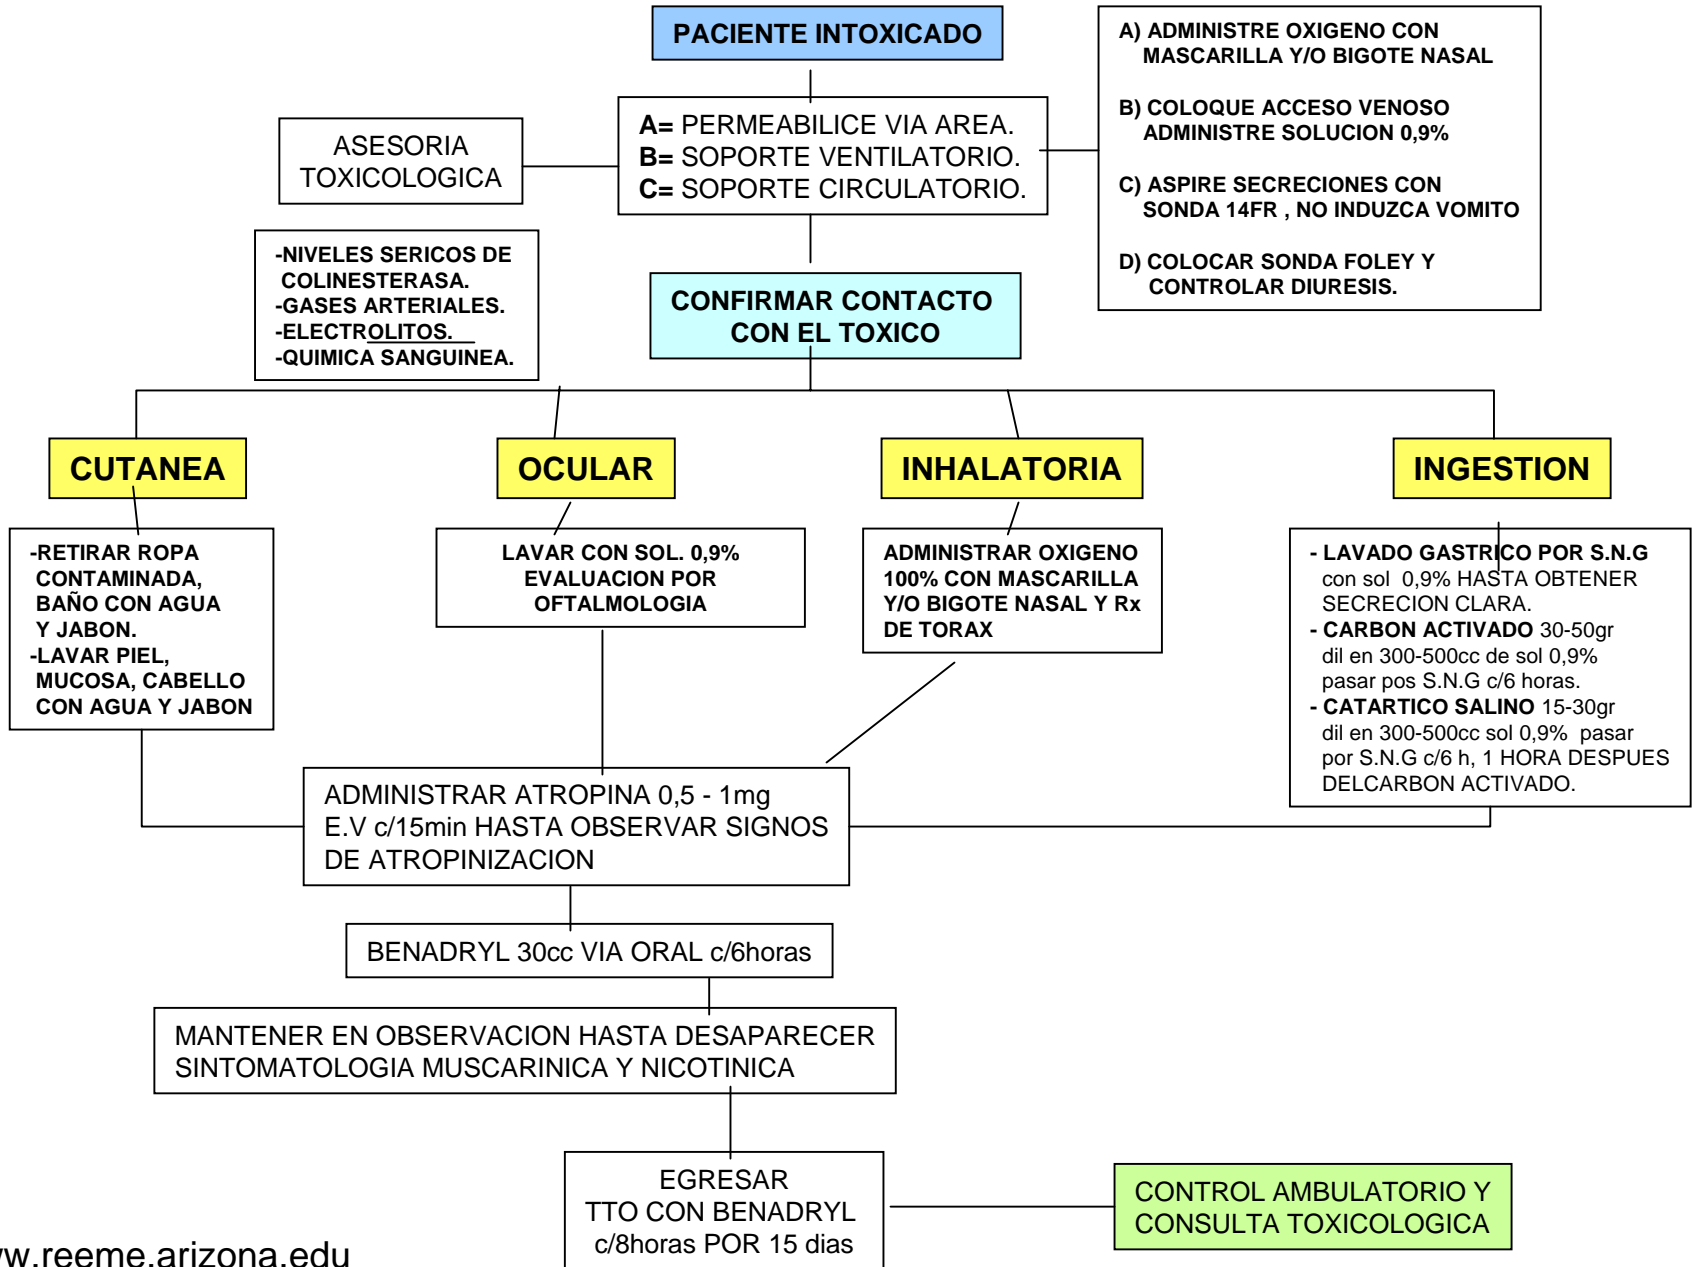 PACIENTE INTOXICADO
A) ADMINISTRE OXIGENO CON
MASCARILLA Y/O BIGOTE NASAL
B) COLOQUE ACCESO VENOSO
ADMINISTRE SOLUCION 0,9%
C) ASPIRE SECRECIONES CON
SONDA 14FR , NO INDUZCA VOMITO
D) COLOCAR SONDA FOLEY Y
CONTROLAR DIURESIS.
A= PERMEABILICE VIA AREA.
B= SOPORTE VENTILATORIO.
C= SOPORTE CIRCULATORIO.
ASESORIA
TOXICOLOGICA
-NIVELES SERICOS DE
COLINESTERASA.
-GASES ARTERIALES.
-ELECTROLITOS.
-QUIMICA SANGUINEA.
CONFIRMAR CONTACTO
CON EL TOXICO
CUTANEA
OCULAR
INHALATORIA
INGESTION
-RETIRAR ROPA
CONTAMINADA,
BAÑO CON AGUA
Y JABON.
-LAVAR PIEL,
MUCOSA, CABELLO
CON AGUA Y JABON
LAVAR CON SOL. 0,9%
EVALUACION POR
OFTALMOLOGIA
ADMINISTRAR OXIGENO
100% CON MASCARILLA
Y/O BIGOTE NASAL Y Rx
DE TORAX
- LAVADO GASTRICO POR S.N.G
con sol 0,9% HASTA OBTENER
SECRECION CLARA.
- CARBON ACTIVADO 30-50gr
dil en 300-500cc de sol 0,9%
pasar pos S.N.G c/6 horas.
- CATARTICO SALINO 15-30gr
dil en 300-500cc sol 0,9% pasar
por S.N.G c/6 h, 1 HORA DESPUES
DELCARBON ACTIVADO.
ADMINISTRAR ATROPINA 0,5 - 1mg
E.V c/15min HASTA OBSERVAR SIGNOS
DE ATROPINIZACION
BENADRYL 30cc VIA ORAL c/6horas
MANTENER EN OBSERVACION HASTA DESAPARECER
SINTOMATOLOGIA MUSCARINICA Y NICOTINICA
EGRESAR
TTO CON BENADRYL
c/8horas POR 15 dias
CONTROL AMBULATORIO Y
CONSULTA TOXICOLOGICA
ww.reeme.arizona.edu